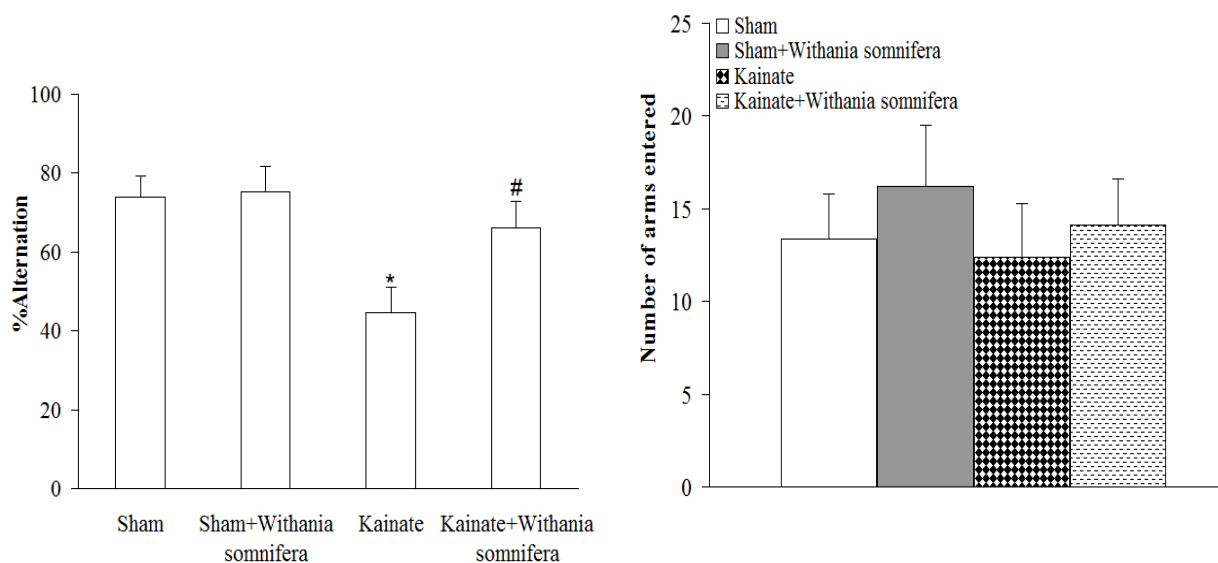 %Alternation
100
80
60
40
20
0
*
#
Sham
Sham+Withania
somnifera
Kainate
Kainate+Withania
somnifera
Number of arms entered
25
20
15
10
5
0
Sham
Sham+Withania somnifera
Kainate
Kainate+Withania somnifera